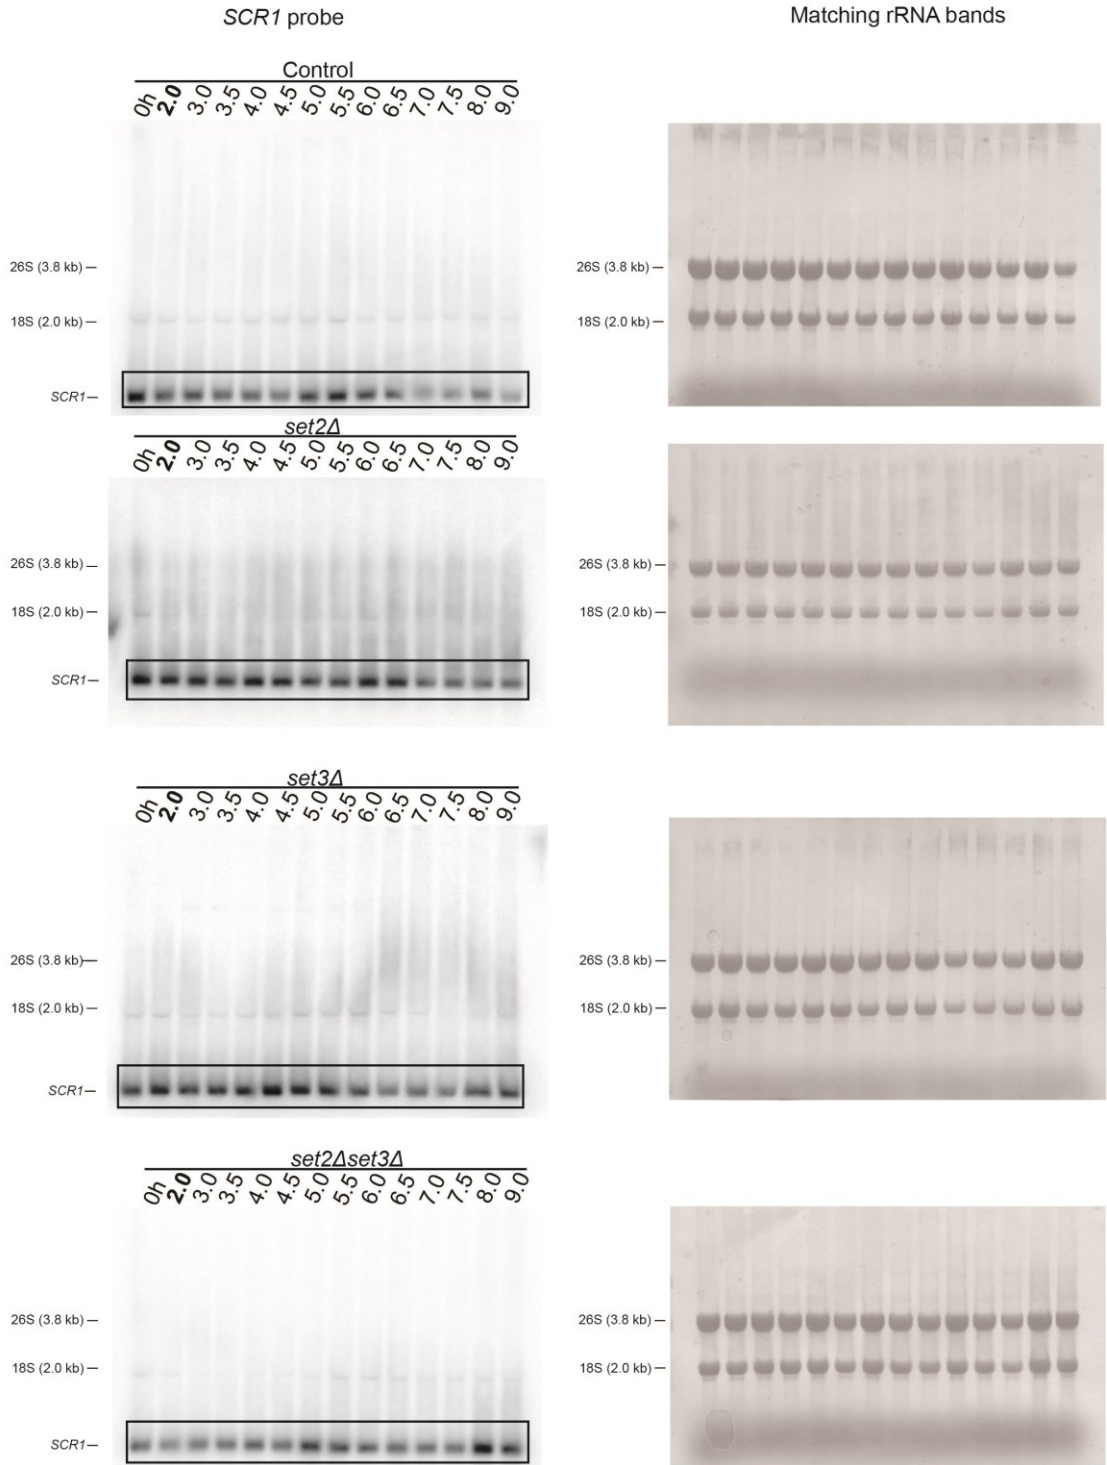 SCR1 probe
Matching rRNA bands
Control
0h 2.0 3.0 3.5 4.0 4.5 5.0 5.5 6.0 6.5 7.0 7.5 8.0 9.0
26S (3.8 kb)
18S (2.0 kb)
SCR1
26S (3.8 kb)
18S (2.0 kb)
set2Δ
0h 2.0 3.0 3.5 4.0 4.5 5.0 5.5 6.0 6.5 7.0 7.5 8.0 9.0
26S (3.8 kb)
18S (2.0 kb)
SCR1
26S (3.8 kb)
18S (2.0 kb)
set3Δ
0h 2.0 3.0 3.5 4.0 4.5 5.0 5.5 6.0 6.5 7.0 7.5 8.0 9.0
26S (3.8 kb)
18S (2.0 kb)
SCR1
26S (3.8 kb)
18S (2.0 kb)
set2Δset3Δ
0h 2.0 3.0 3.5 4.0 4.5 5.0 5.5 6.0 6.5 7.0 7.5 8.0 9.0
26S (3.8 kb)
18S (2.0 kb)
SCR1
26S (3.8 kb)
18S (2.0 kb)